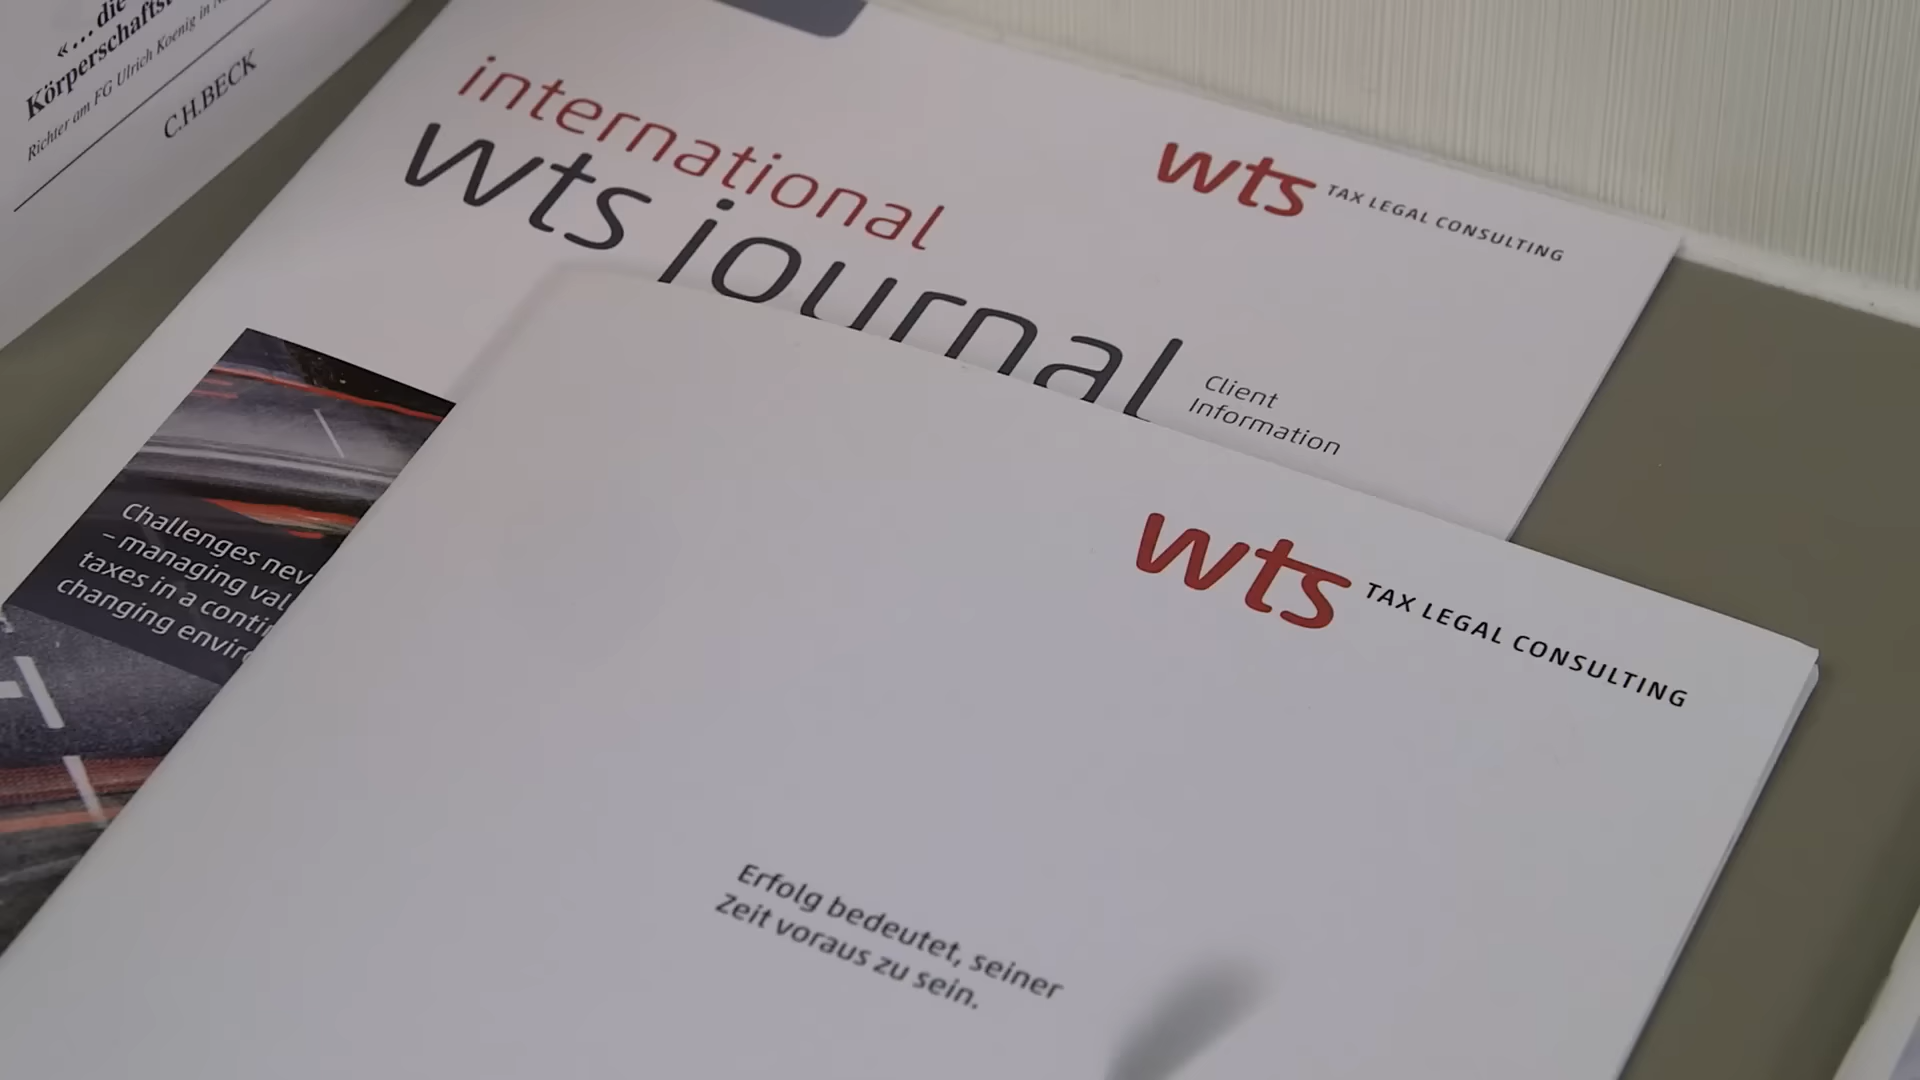 «... die
Körperschaftst
Richter am FG Ulrich Koenig in
C.H.BECK
international
wts journal
wts TAX LEGAL CONSULTING
Client
Information
Challenges nev
– managing val
taxes in a conti
changing envir
wts TAX LEGAL CONSULTING
Erfolg bedeutet, seiner
Zeit voraus zu sein.